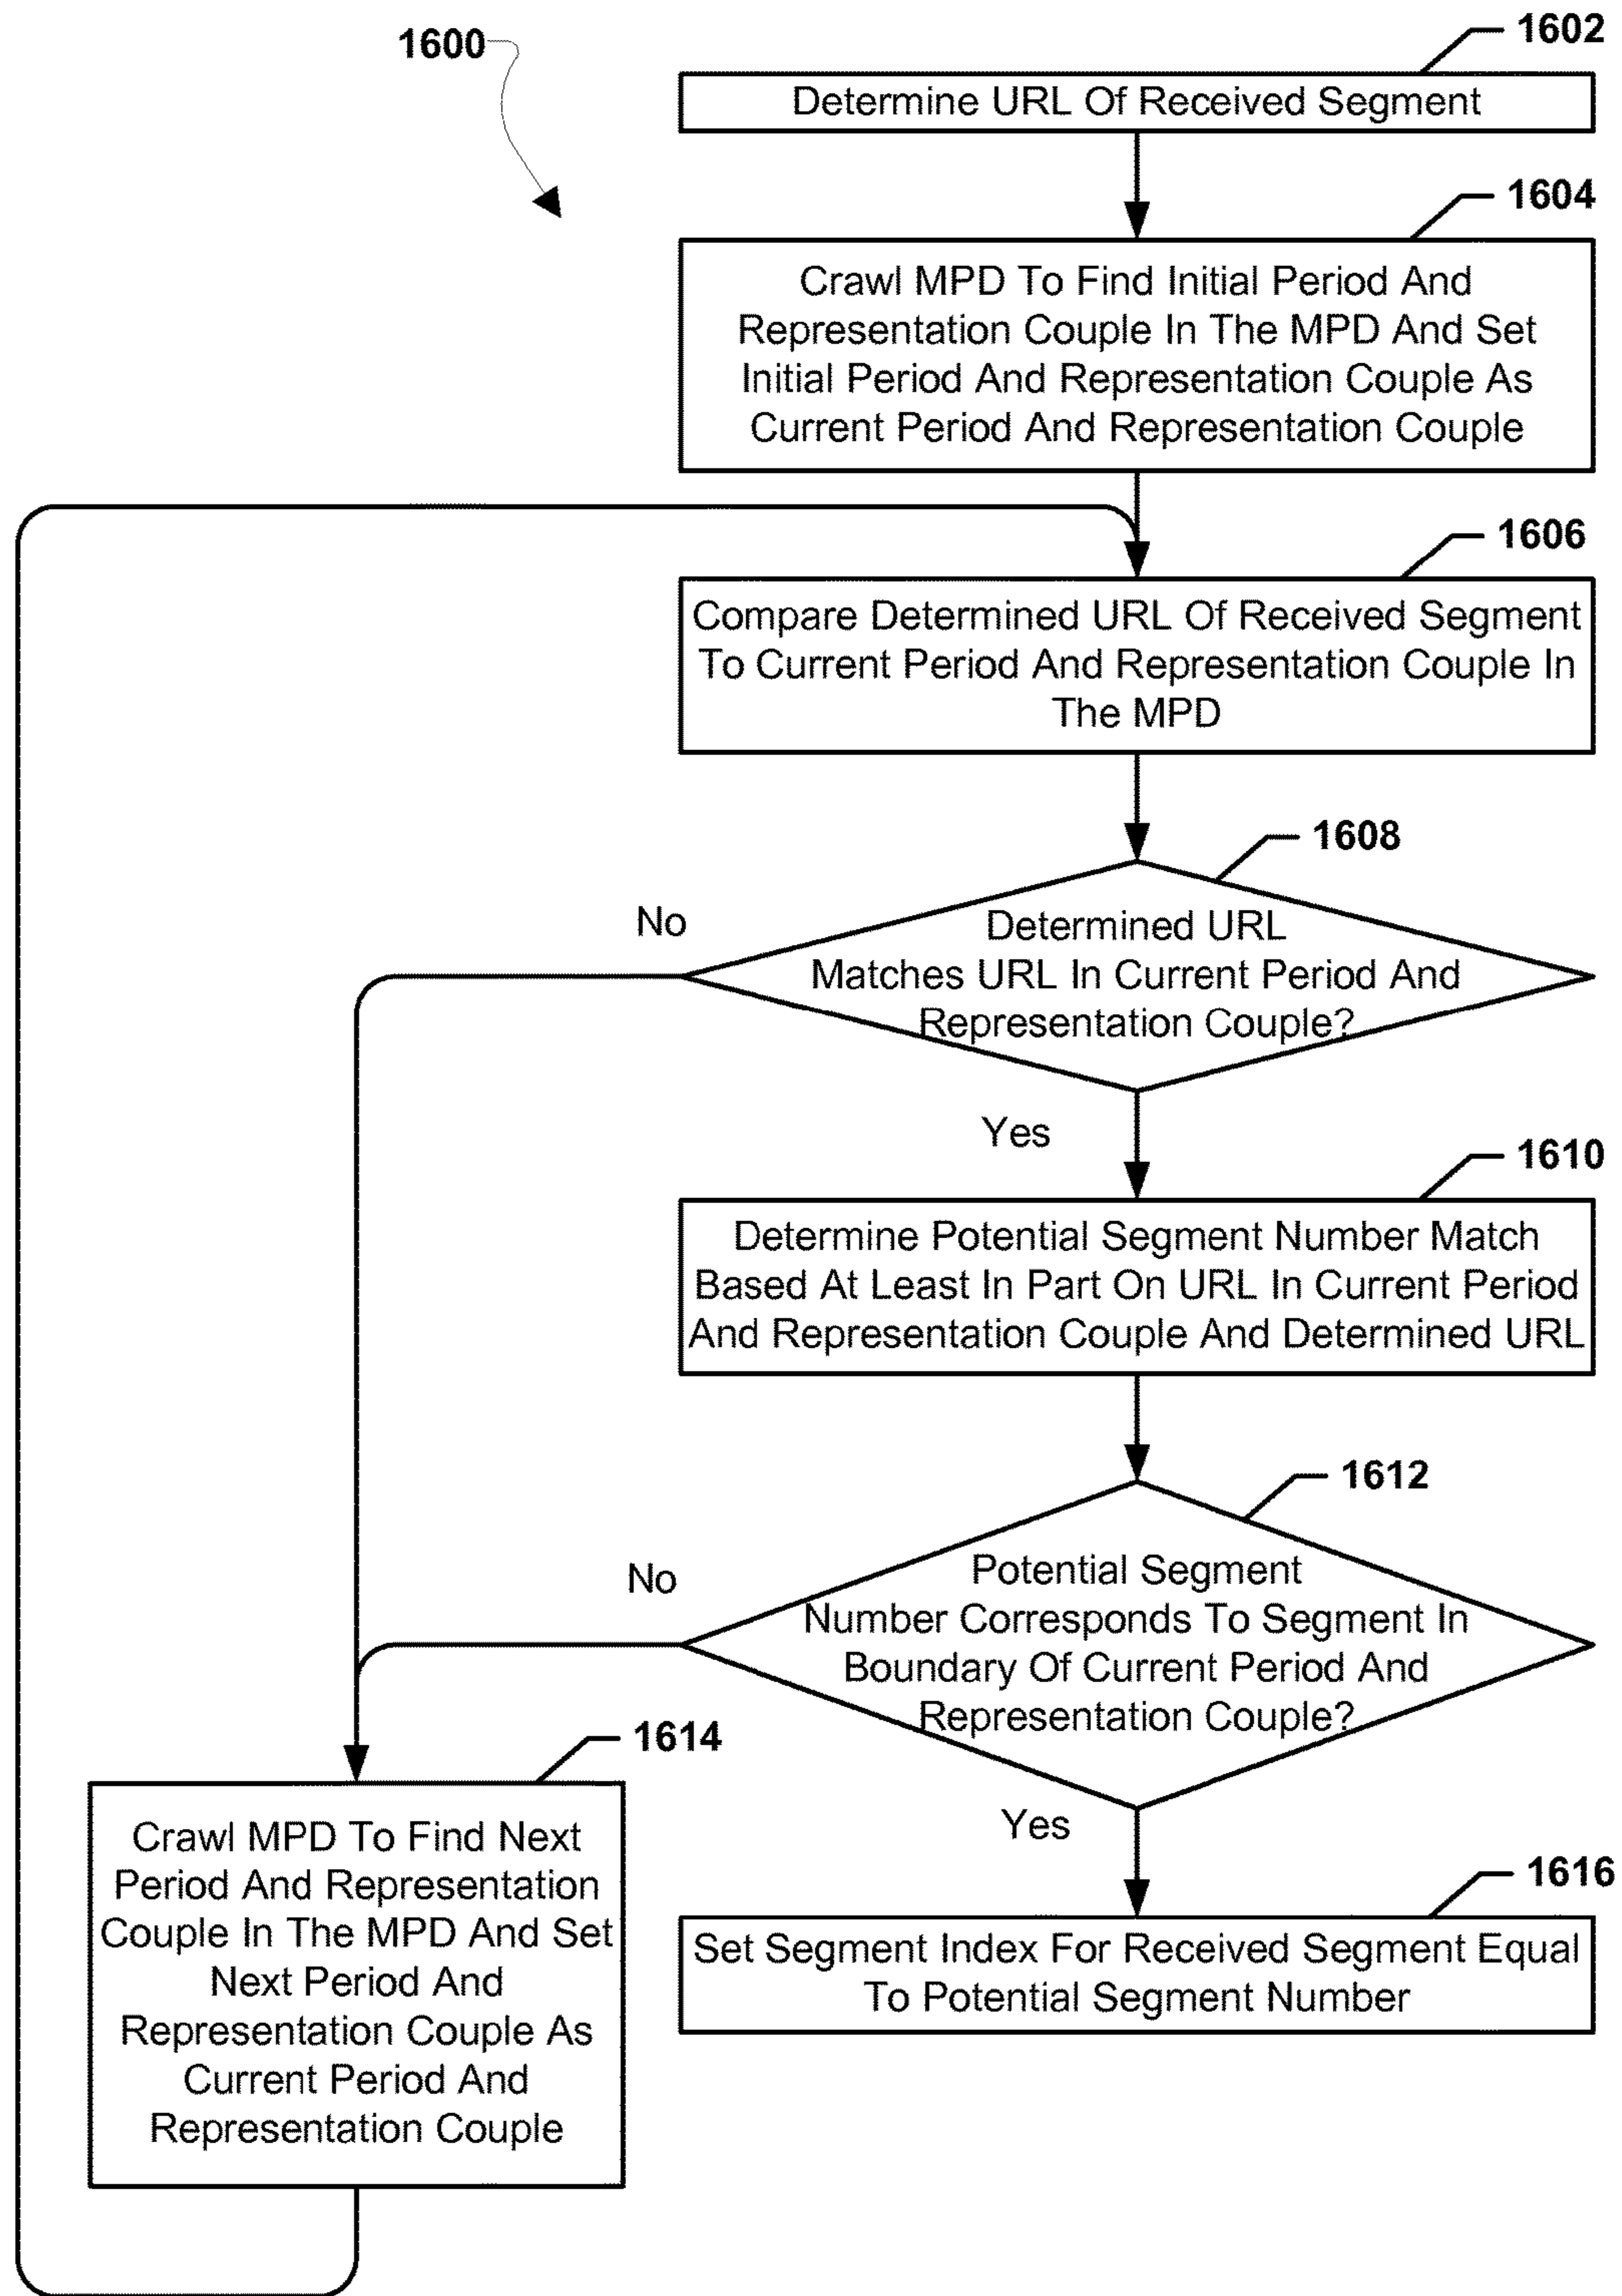 1600
1602
Determine URL Of Received Segment
1604
Crawl MPD To Find Initial Period And
Representation Couple In The MPD And Set
Initial Period And Representation Couple As
Current Period And Representation Couple
1606
Compare Determined URL Of Received Segment
To Current Period And Representation Couple In
The MPD
1608
No
Determined URL
Matches URL In Current Period And
Representation Couple?
Yes
1610
Determine Potential Segment Number Match
Based At Least In Part On URL In Current Period
And Representation Couple And Determined URL
1612
No
Potential Segment
Number Corresponds To Segment In
Boundary Of Current Period And
Representation Couple?
1614
Yes
Crawl MPD To Find Next
Period And Representation
Couple In The MPD And Set
Next Period And
Representation Couple As
Current Period And
Representation Couple
1616
Set Segment Index For Received Segment Equal
To Potential Segment Number